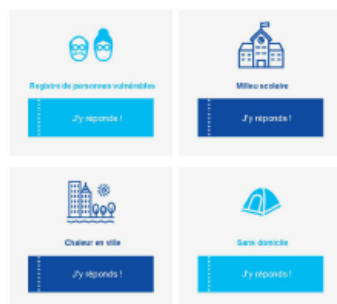 Registre de personnes vulnérables
J'y réponds !
Milieu scolaire
J'y réponds !
Chaleur en ville
J'y réponds !
Sans domicile
J'y réponds !